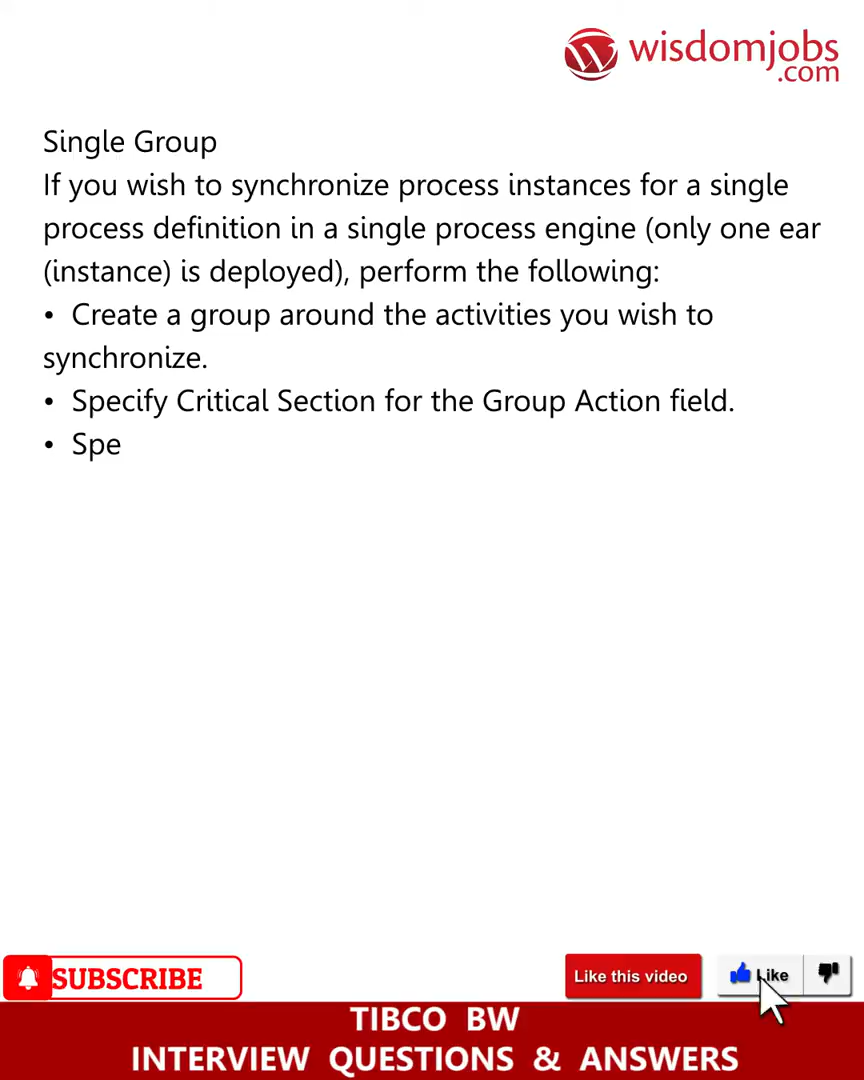 wisdomjobs
.com
Single Group
If you wish to synchronize process instances for a single
process definition in a single process engine (only one ear
(instance) is deployed), perform the following:
• Create a group around the activities you wish to
synchronize.
• Specify Critical Section for the Group Action field.
• Spe
SUBSCRIBE
Like this video
Like
TIBCO BW
INTERVIEW QUESTIONS & ANSWERS